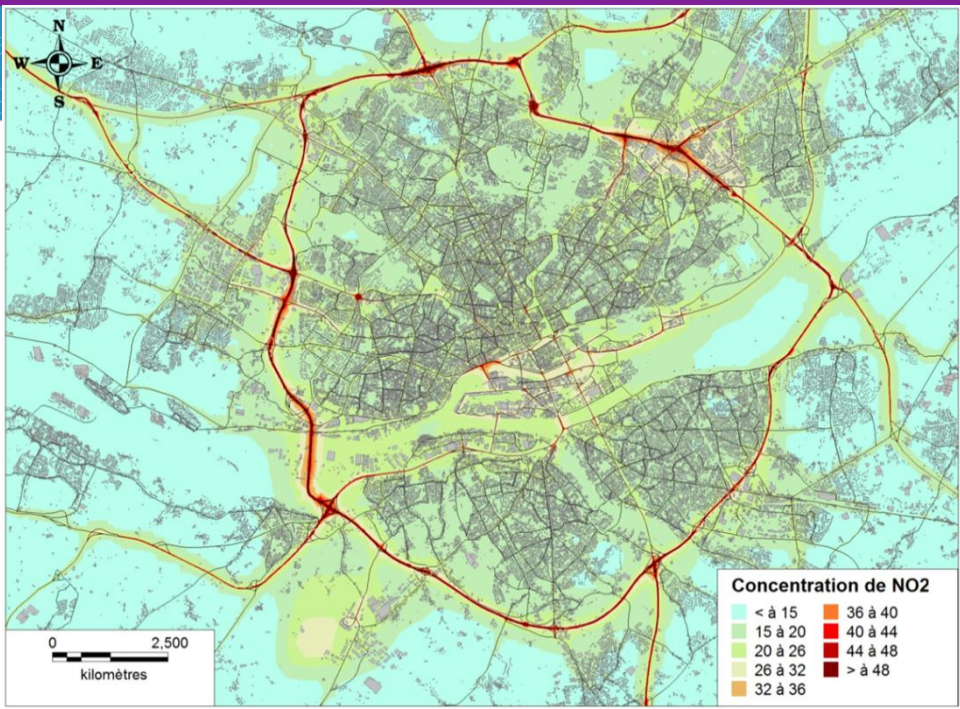 N
W E
S
Concentration de NO2
< à 15
15 à 20
20 à 26
26 à 32
32 à 36
36 à 40
40 à 44
44 à 48
> à 48
0 2,500
kilomètres